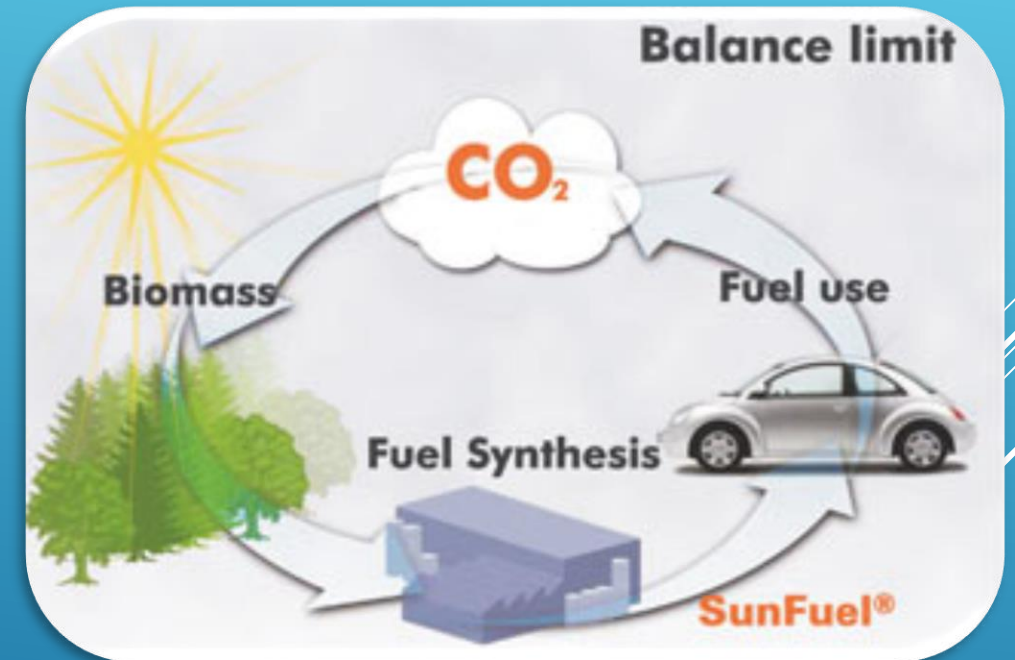 Balance limit
CO₂
Biomass
Fuel use
Fuel Synthesis
SunFuel®